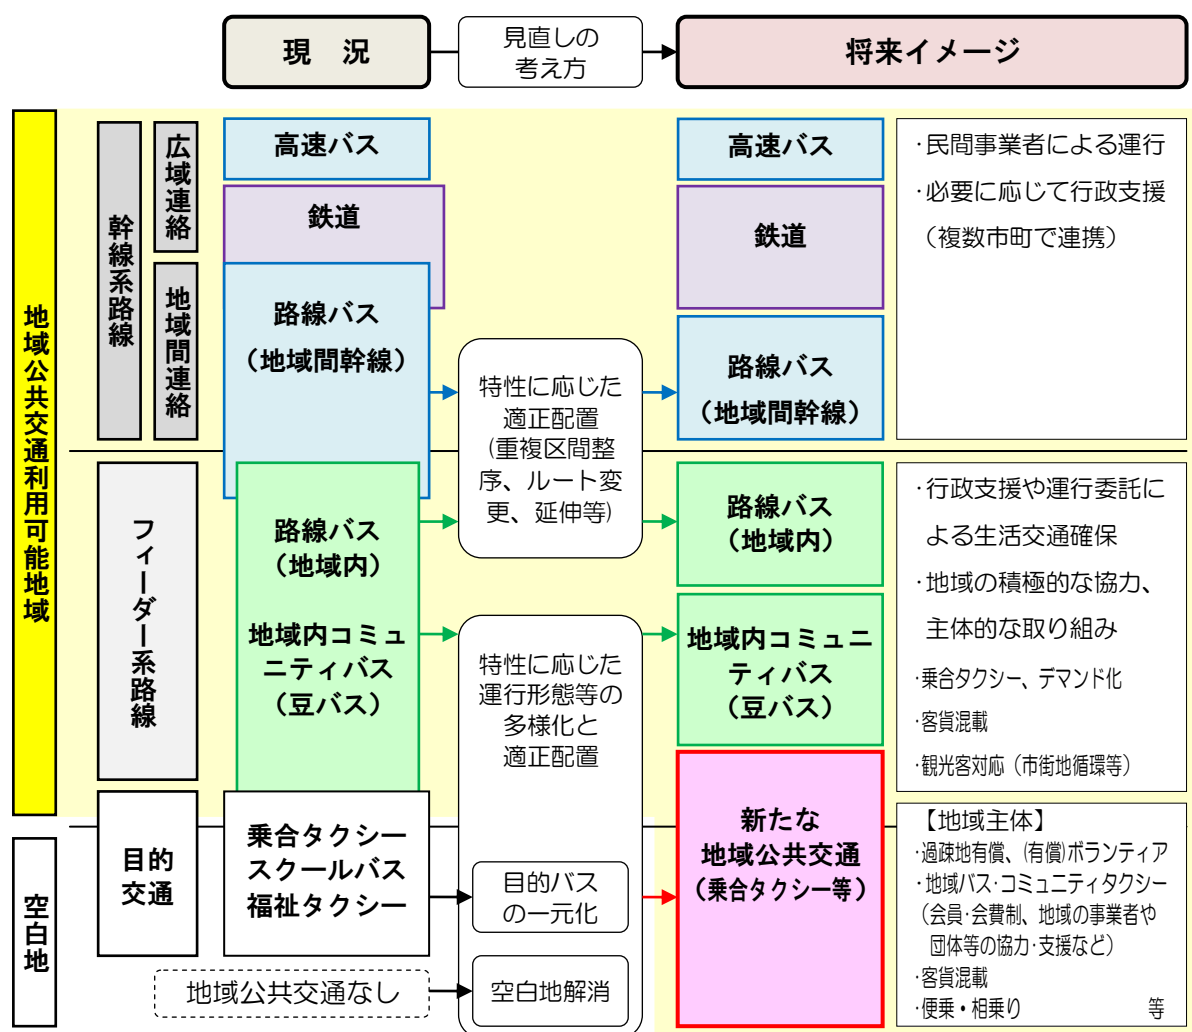 現　況
見直しの
考え方
将来イメージ
地域公共交通利用可能地域
空白地
幹線系路線
広域連絡
地域間連絡
フィーダー系路線
目的
交通
高速バス
鉄道
路線バス
（地域間幹線）
路線バス
（地域内）
地域内コミュ
ニティバス
（豆バス）
乗合タクシー
スクールバス
福祉タクシー
地域公共交通なし
特性に応じた
適正配置
(重複区間整
序、ルート変
更、延伸等)
特性に応じた
運行形態等の
多様化と
適正配置
目的バス
の一元化
空白地解消
高速バス
鉄道
路線バス
（地域間幹線）
路線バス
（地域内）
地域内コミュニ
ティバス
（豆バス）
新たな
地域公共交通
（乗合タクシー等）
・民間事業者による運行
・必要に応じて行政支援
（複数市町で連携）
・行政支援や運行委託に
よる生活交通確保
・地域の積極的な協力、
主体的な取り組み
・乗合タクシー、デマンド化
・客貨混載
・観光客対応（市街地循環等）
【地域主体】
・過疎地有償、(有償)ボランティア
・地域バス・コミュニティタクシー
（会員・会費制、地域の事業者や
団体等の協力・支援など）
・客貨混載
・便乗・相乗り　　　　　　等